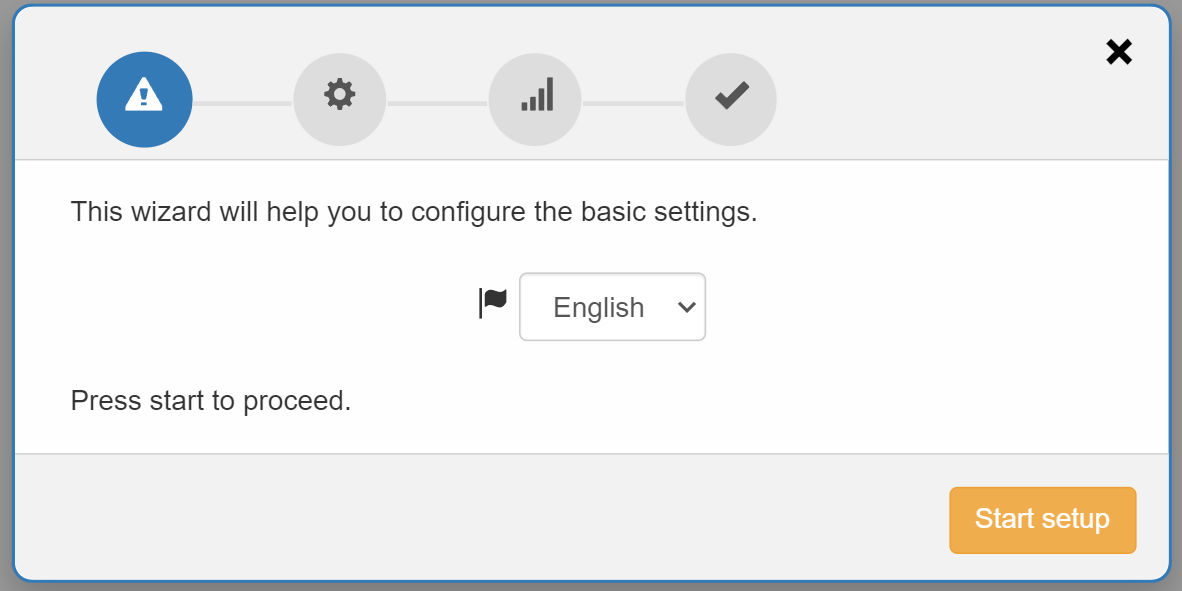 This wizard will help you to configure the basic settings.
English
Press start to proceed.
Start setup